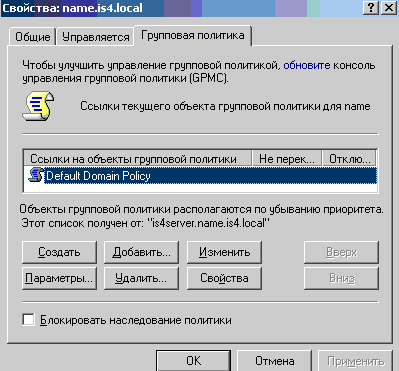 Свойства: name.is4.local
Общие
Управляется
Групповая политика
Чтобы улучшить управление групповой политикой, обновите консоль
управления групповой политики (GPMC).
Ссылки текущего объекта групповой политики для name
Ссылки на объекты групповой политики
Не перек...
Отклю...
Default Domain Policy
Объекты групповой политики располагаются по убыванию приоритета.
Этот список получен от: "is4server.name.is4.local"
Создать
Добавить...
Изменить
Вверх
Параметры...
Удалить...
Свойства
Вниз
Блокировать наследование политики
OK
Отмена
Применить